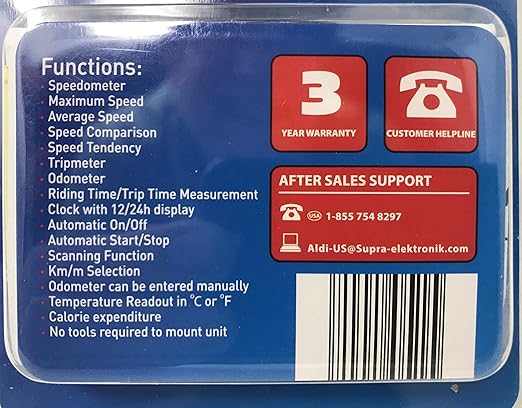 Functions:
Speedometer
Maximum Speed
Average Speed
Speed Comparison
Speed Tendency
Tripmeter
Odometer
Riding Time/Trip Time Measurement
Clock with 12/24h display
Automatic On/Off
Automatic Start/Stop
Scanning Function
Km/m Selection
Odometer can be entered manually
Temperature Readout in °C or °F
Calorie expenditure
No tools required to mount unit
3
YEAR WARRANTY
CUSTOMER HELPLINE
AFTER SALES SUPPORT
USA 1-855 754 8297
Aldi-US@Supra-elektronik.com